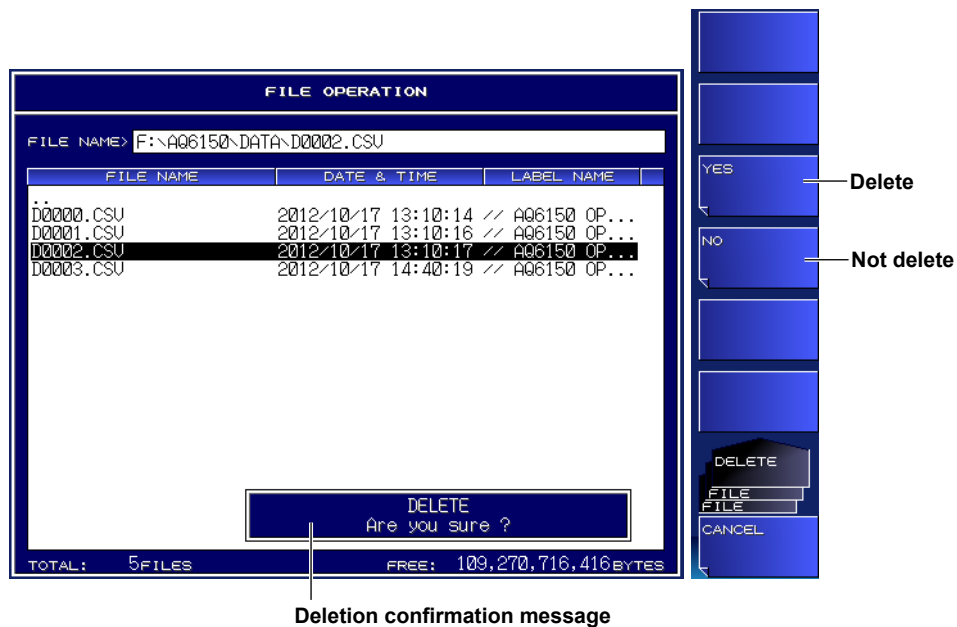 FILE OPERATION
FILE NAME> F:\AQ6150\DATA\D0002.CSV
FILE NAME DATE & TIME LABEL NAME
..
D0000.CSV 2012/10/17 13:10:14 // AQ6150 OP...
D0001.CSV 2012/10/17 13:10:16 // AQ6150 OP...
D0002.CSV 2012/10/17 13:10:17 // AQ6150 OP...
D0003.CSV 2012/10/17 14:40:19 // AQ6150 OP...
DELETE
Are you sure ?
TOTAL: 5FILES FREE: 109,270,716,416BYTES
YES
Delete
NO
Not delete
DELETE
FILE
FILE
CANCEL
Deletion confirmation message